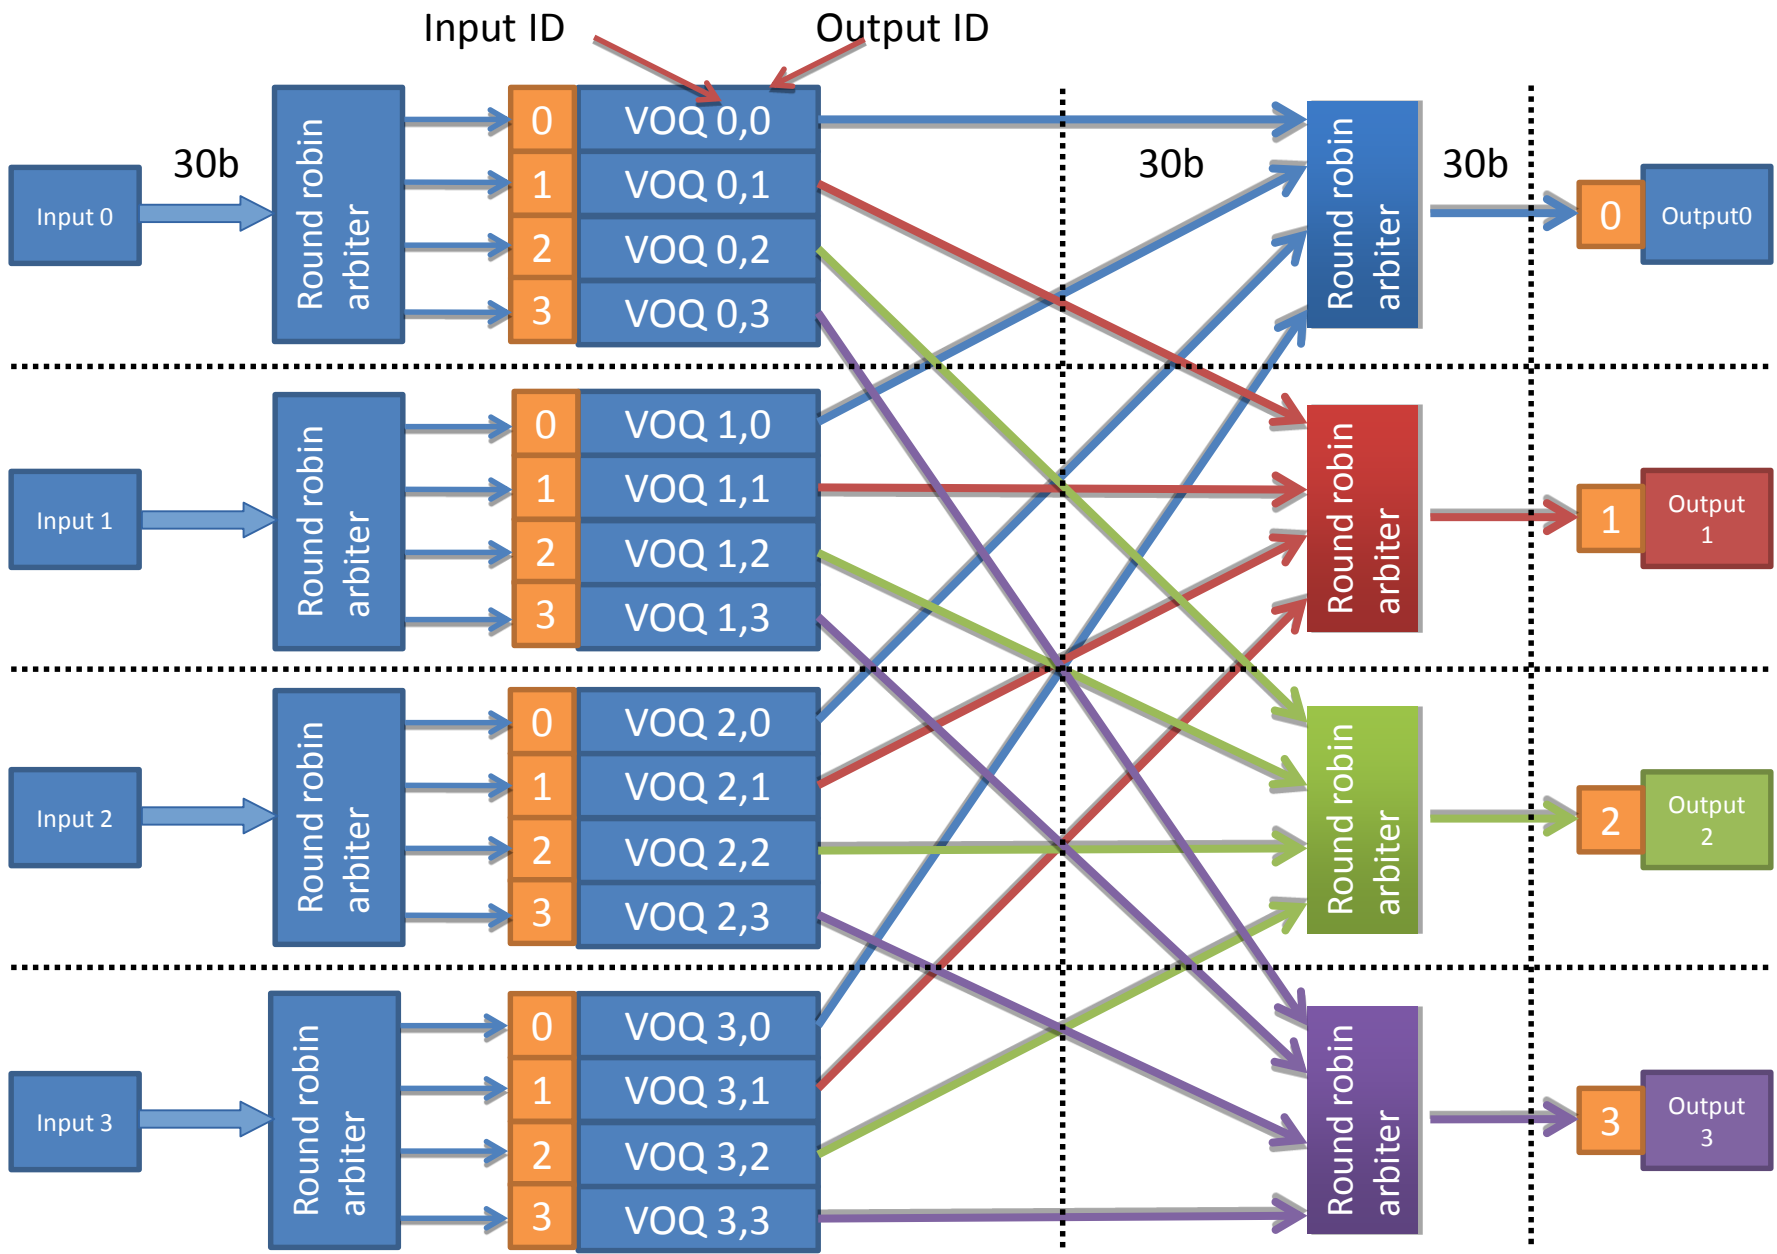 Input ID
Output ID
30b
30b
30b
Input 0
Round robin
arbiter
0
VOQ 0,0
1
VOQ 0,1
2
VOQ 0,2
3
VOQ 0,3
Round robin
arbiter
0
Output0
Input 1
Round robin
arbiter
0
VOQ 1,0
1
VOQ 1,1
2
VOQ 1,2
3
VOQ 1,3
Round robin
arbiter
1
Output
1
Input 2
Round robin
arbiter
0
VOQ 2,0
1
VOQ 2,1
2
VOQ 2,2
3
VOQ 2,3
Round robin
arbiter
2
Output
2
Input 3
Round robin
arbiter
0
VOQ 3,0
1
VOQ 3,1
2
VOQ 3,2
3
VOQ 3,3
Round robin
arbiter
3
Output
3